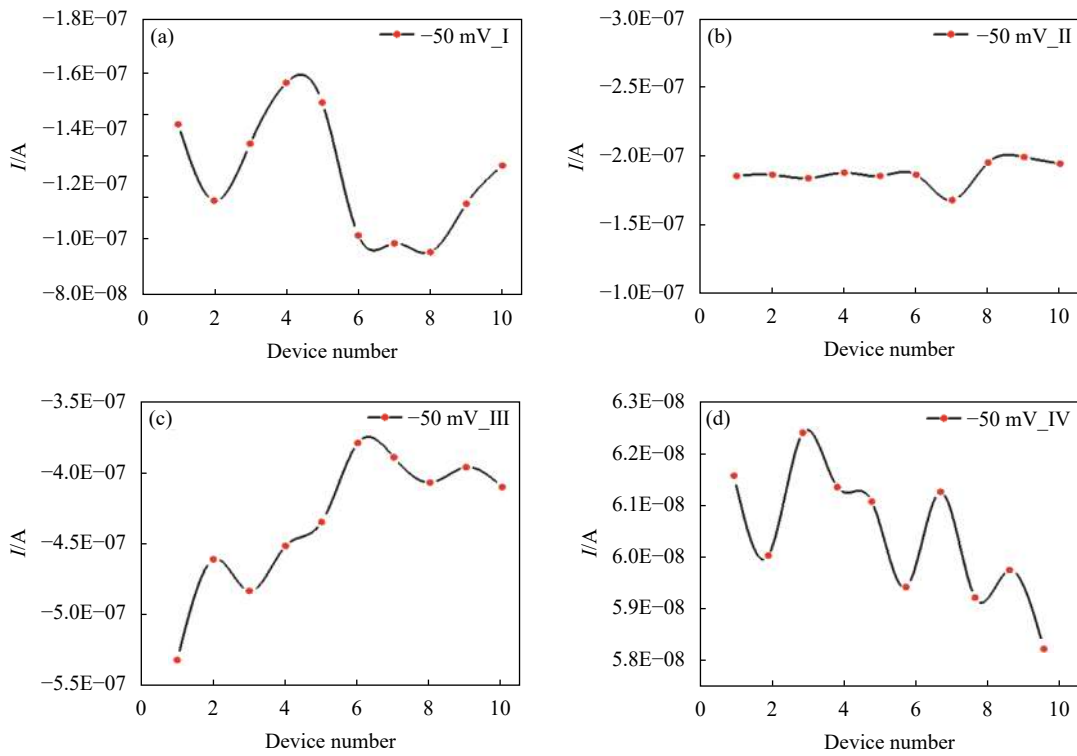 (a)
−50 mV_I
−1.8E−07
−1.6E−07
−1.4E−07
−1.2E−07
−1.0E−07
−8.0E−08
I/A
0 2 4 6 8 10
Device number
(b)
−50 mV_II
−3.0E−07
−2.5E−07
−2.0E−07
−1.5E−07
−1.0E−07
I/A
0 2 4 6 8 10
Device number
(c)
−50 mV_III
−3.5E−07
−4.0E−07
−4.5E−07
−5.0E−07
−5.5E−07
I/A
0 2 4 6 8 10
Device number
(d)
−50 mV_IV
6.3E−08
6.2E−08
6.1E−08
6.0E−08
5.9E−08
5.8E−08
I/A
0 2 4 6 8 10
Device number